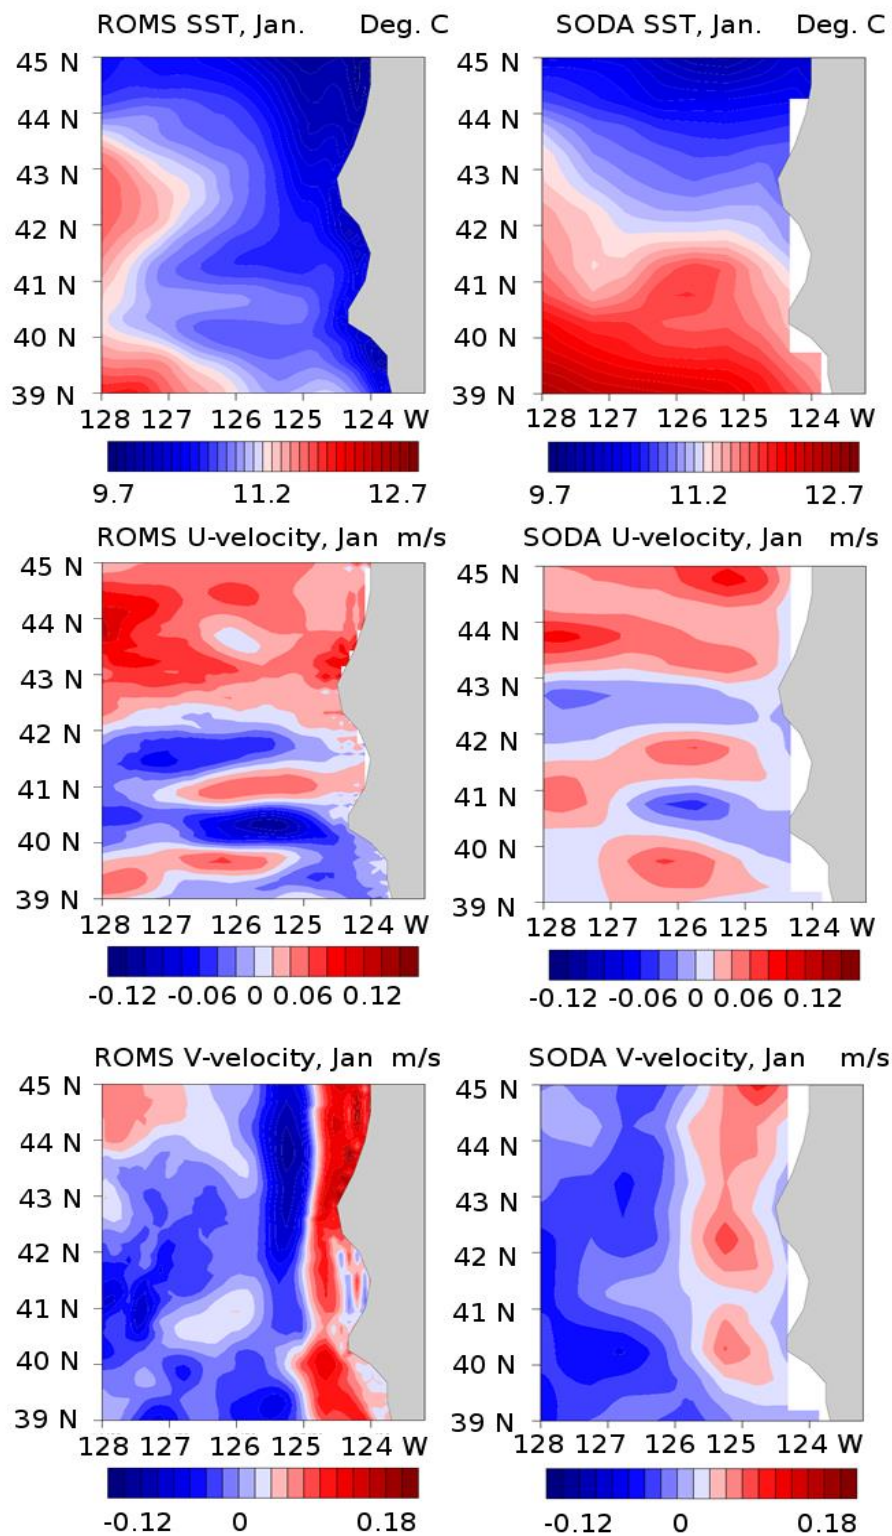 ROMS SST, Jan. Deg. C SODA SST, Jan. Deg. C
45 N 45 N
44 N 44 N
43 N 43 N
42 N 42 N
41 N 41 N
40 N 40 N
39 N 39 N
128 127 126 125 124 W 128 127 126 125 124 W
9.7 11.2 12.7 9.7 11.2 12.7
ROMS U-velocity, Jan m/s SODA U-velocity, Jan m/s
45 N 45 N
44 N 44 N
43 N 43 N
42 N 42 N
41 N 41 N
40 N 40 N
39 N 39 N
128 127 126 125 124 W 128 127 126 125 124 W
-0.12 -0.06 0 0.06 0.12 -0.12 -0.06 0 0.06 0.12
ROMS V-velocity, Jan m/s SODA V-velocity, Jan m/s
45 N 45 N
44 N 44 N
43 N 43 N
42 N 42 N
41 N 41 N
40 N 40 N
39 N 39 N
128 127 126 125 124 W 128 127 126 125 124 W
-0.12 0 0.18 -0.12 0 0.18